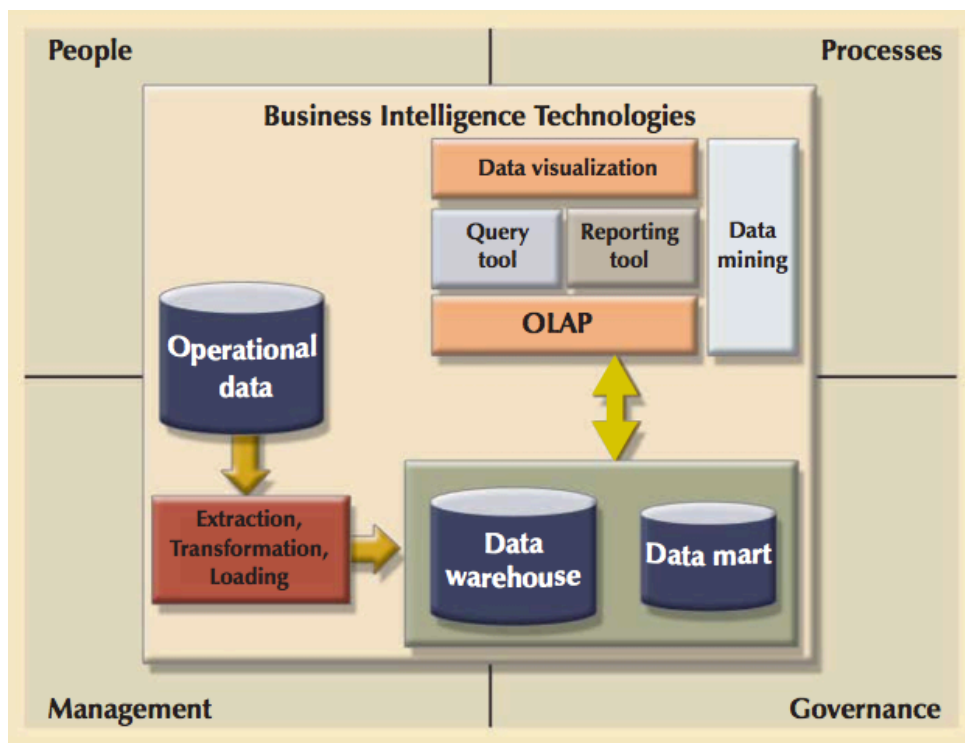 People
Processes
Business Intelligence Technologies
Data visualization
Query
tool
Reporting
tool
Data
mining
OLAP
Operational
data
Extraction,
Transformation,
Loading
Data
warehouse
Data mart
Management
Governance